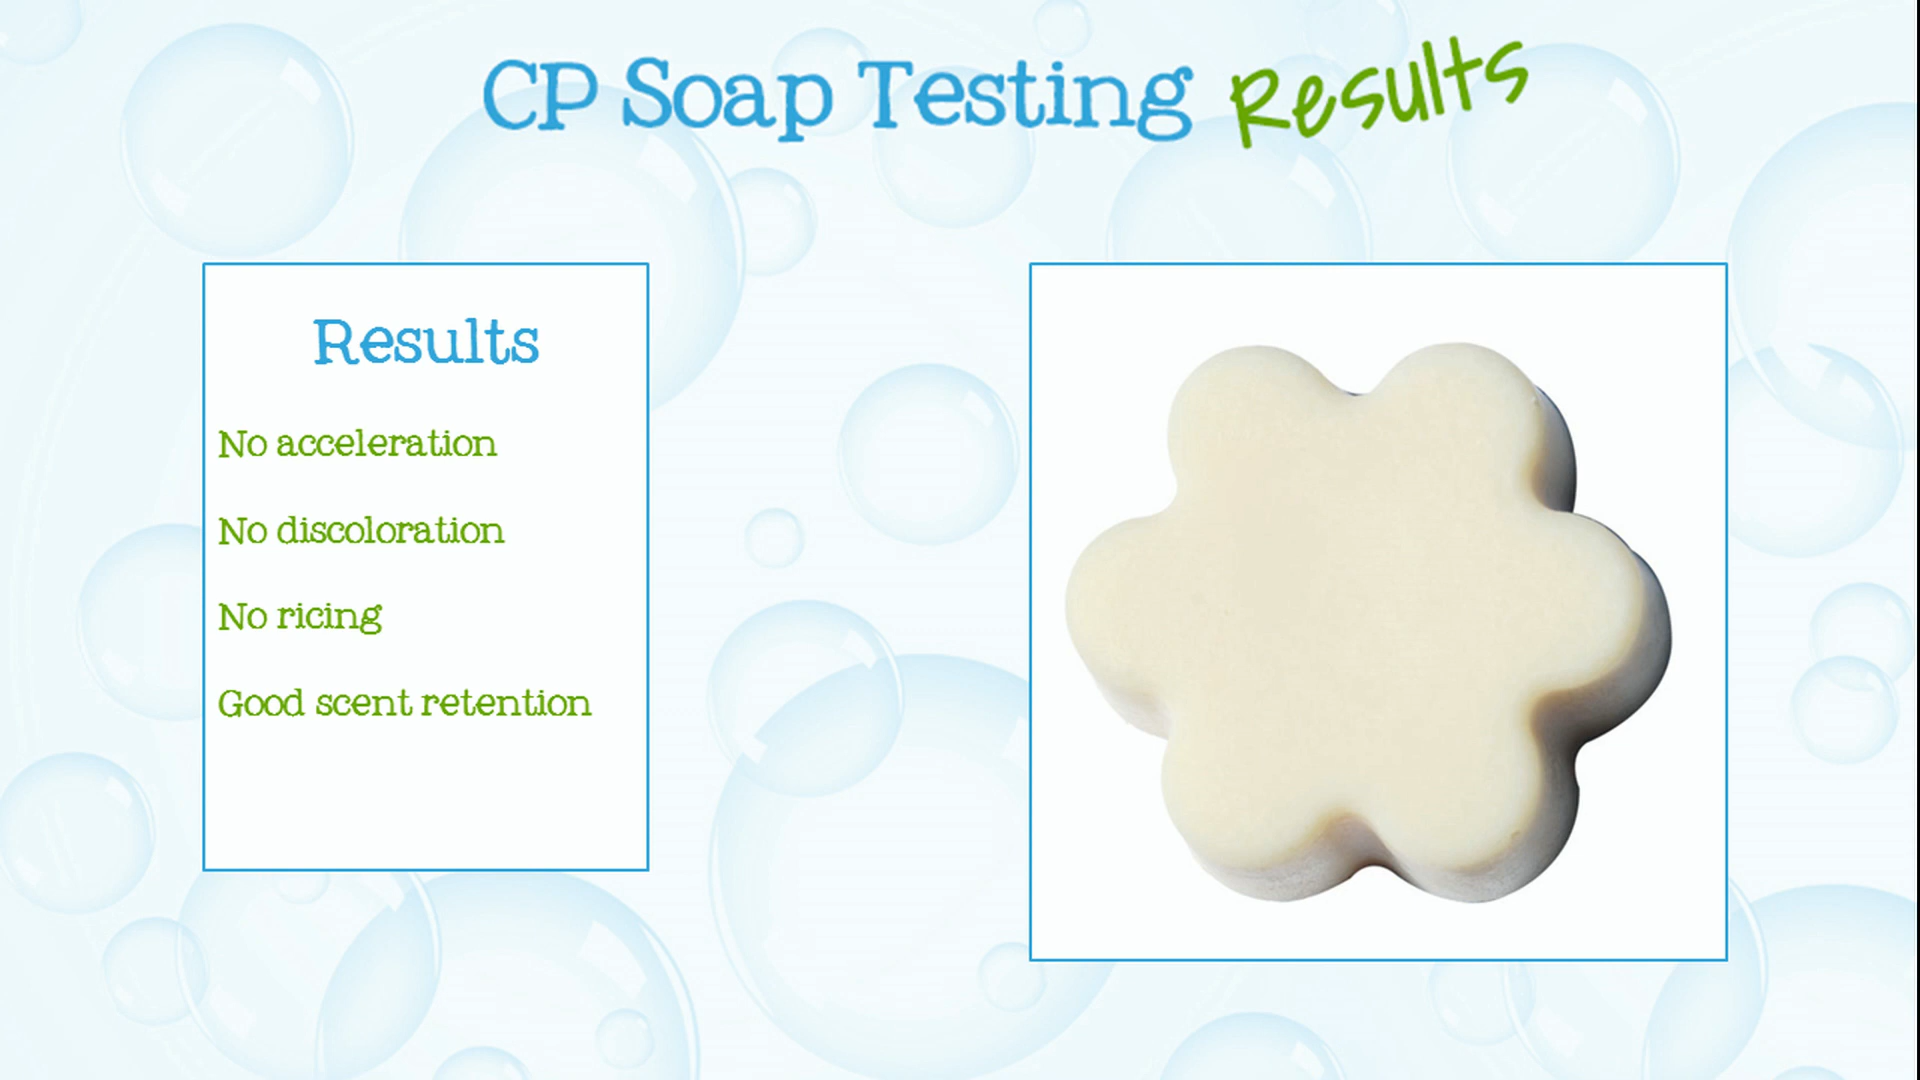 CP Soap Testing Results
Results
No acceleration
No discoloration
No ricing
Good scent retention